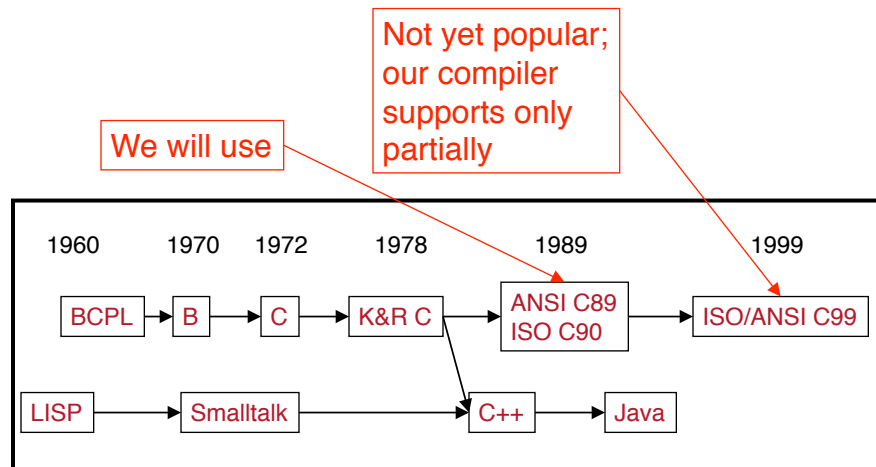 Not yet popular;
our compiler
supports only
partially
We will use
1960 1970 1972 1978 1989 1999
BCPL B C K&R C ANSI C89 ISO/ANSI C99
ISO C90
LISP Smalltalk C++ Java